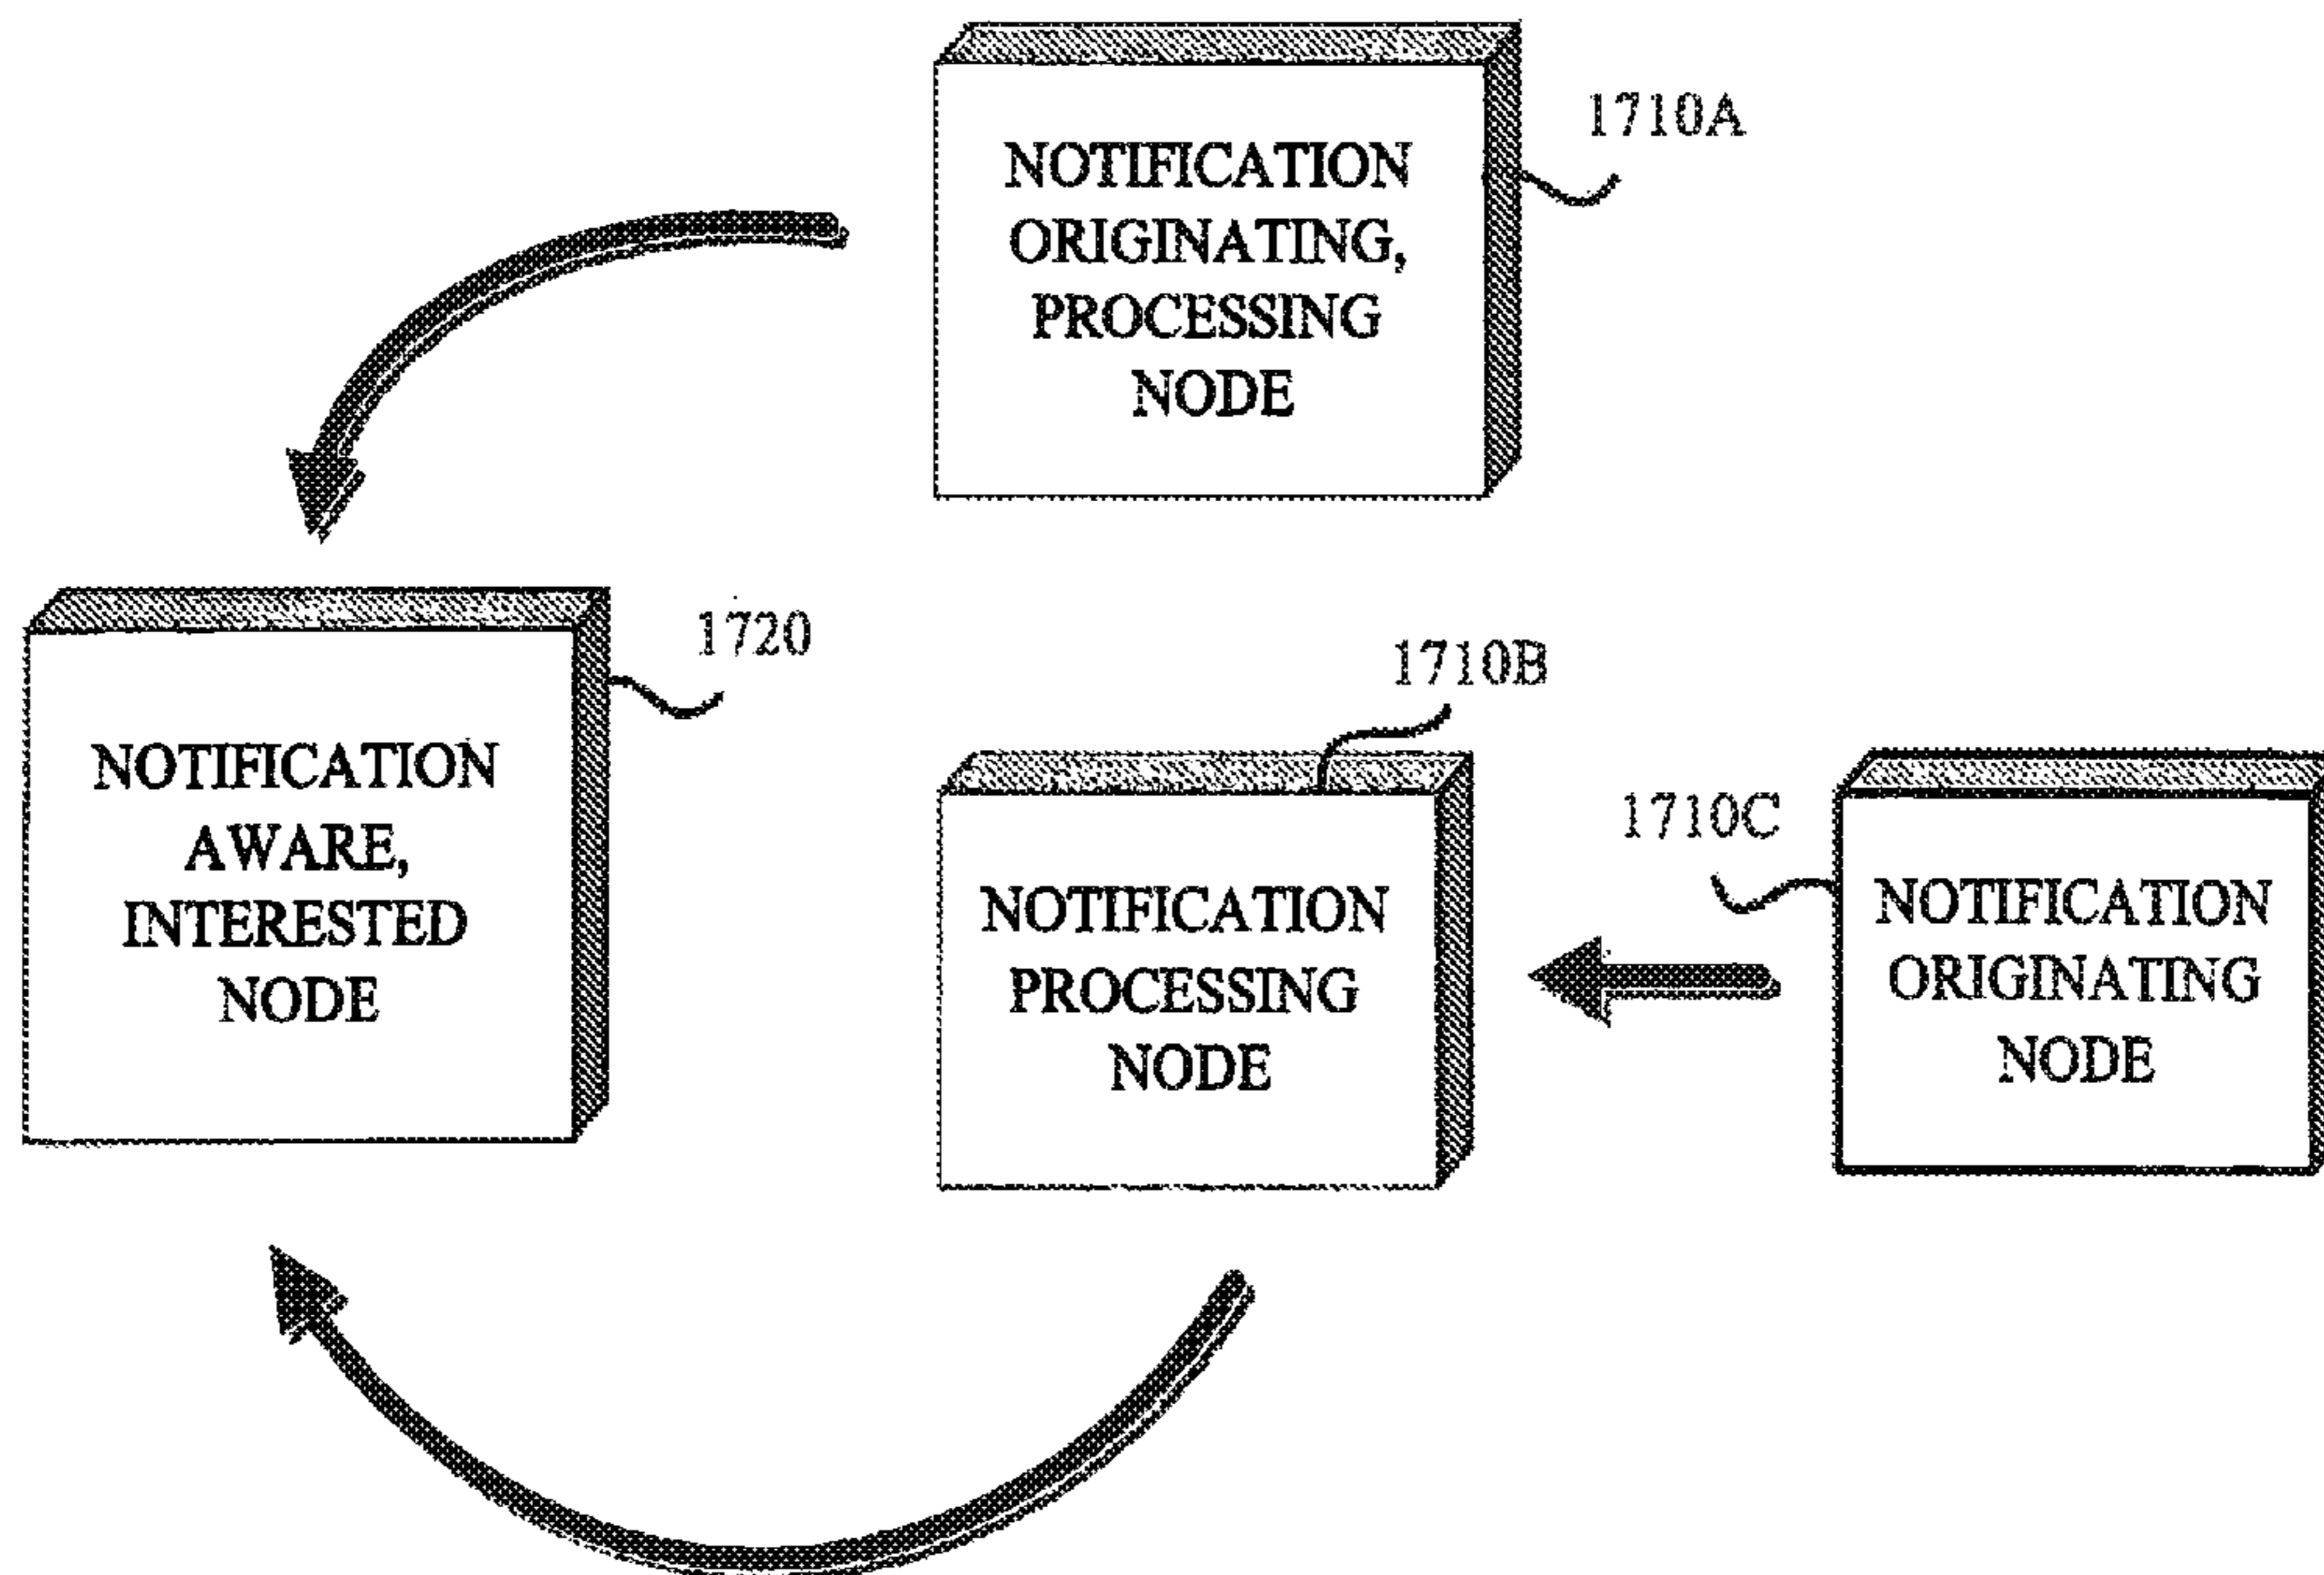 1710A
NOTIFICATION
ORIGINATING,
PROCESSING
NODE
1720
NOTIFICATION
AWARE,
INTERESTED
NODE
1710B
NOTIFICATION
PROCESSING
NODE
1710C
NOTIFICATION
ORIGINATING
NODE